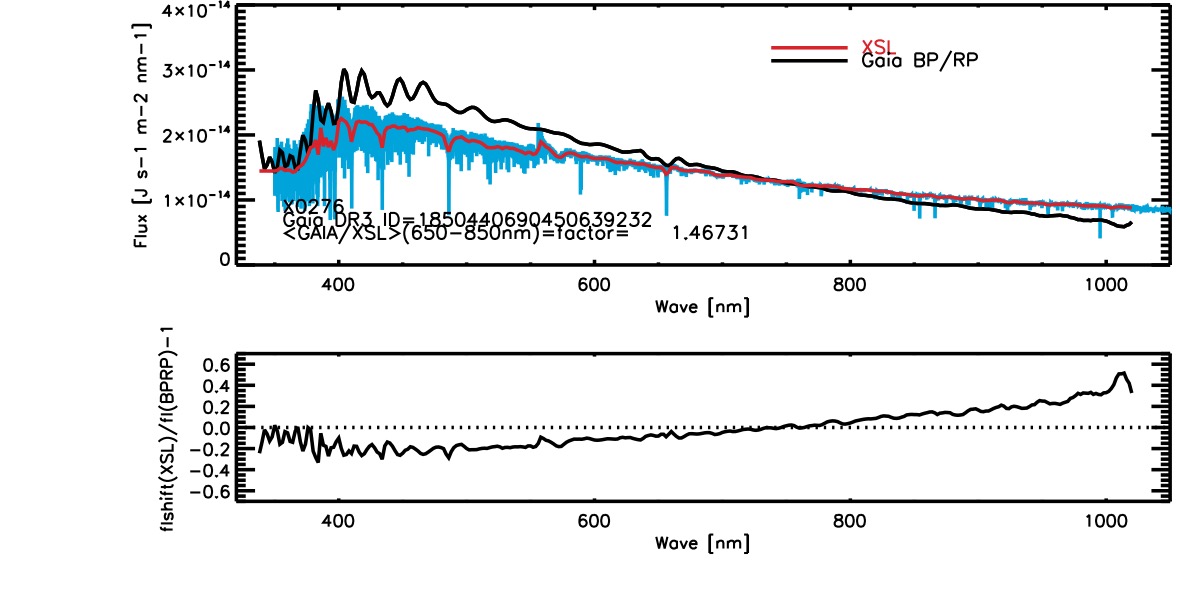 4×10−14
3×10−14
2×10−14
1×10−14
0
Flux [J s−1 m−2 nm−1]
XSL
Gaia BP/RP
X0276
Gaia DR3 ID=1850440690450639232
<GAIA/XSL>(650−850nm)=factor= 1.46731
400 600 800 1000
Wave [nm]
flshift(XSL)/fl(BPRP)−1
0.6
0.4
0.2
0.0
−0.2
−0.4
−0.6
400 600 800 1000
Wave [nm]